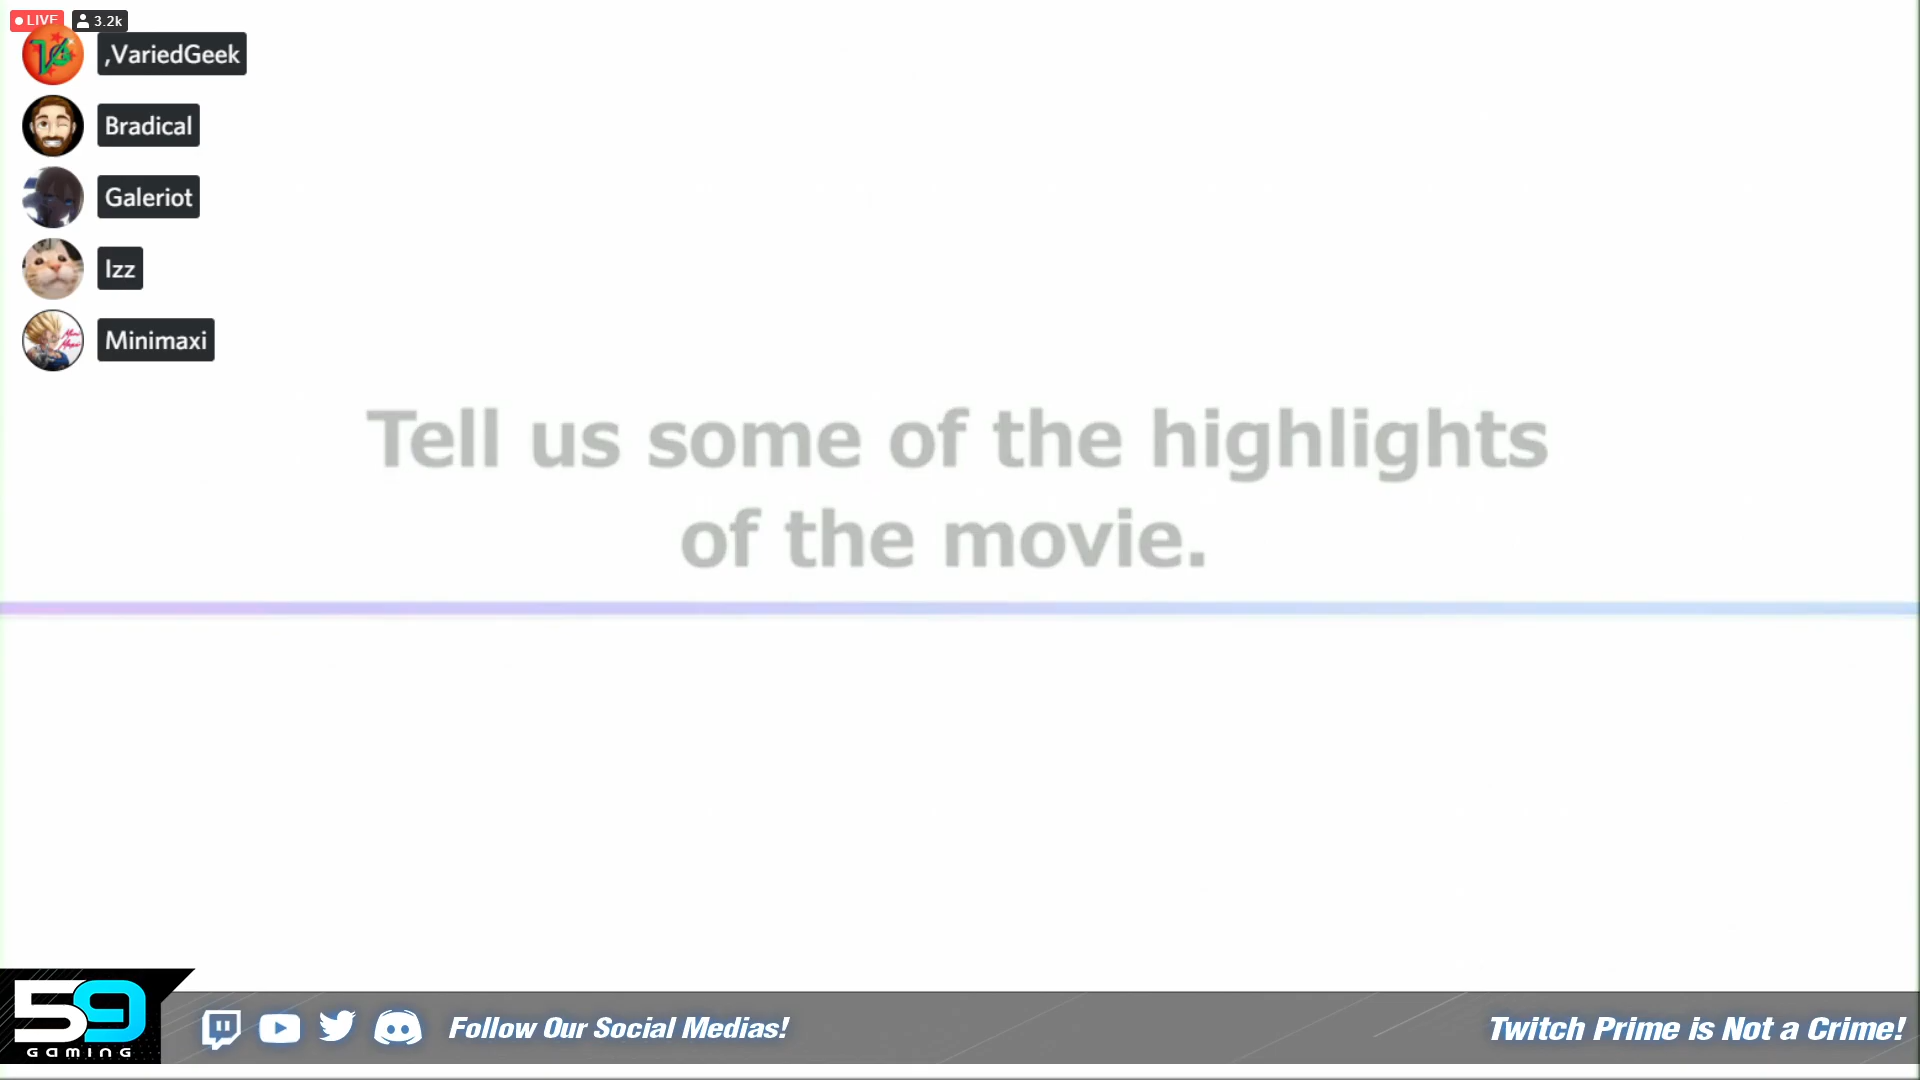 LIVE 3.2k
,VariedGeek
Bradical
Galeriot
Izz
Minimaxi
Tell us some of the highlights
of the movie.
59
GAMING
Follow Our Social Medias!
Twitch Prime is Not a Crime!